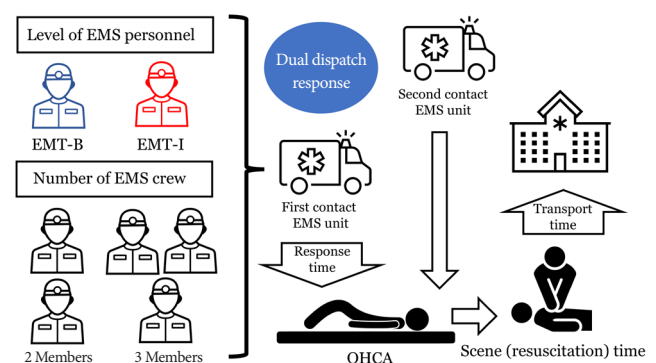 Level of EMS personnel
EMT-B
EMT-I
Number of EMS crew
2 Members
3 Members
Dual dispatch
response
First contact
EMS unit
Response
time
Second contact
EMS unit
OHCA
Scene (resuscitation) time
Transport
time